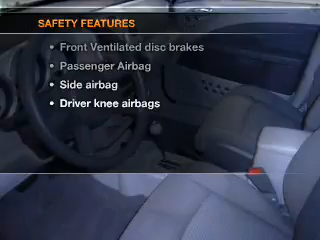 SAFETY FEATURES
• Front Ventilated disc brakes
• Passenger Airbag
• Side airbag
• Driver knee airbags